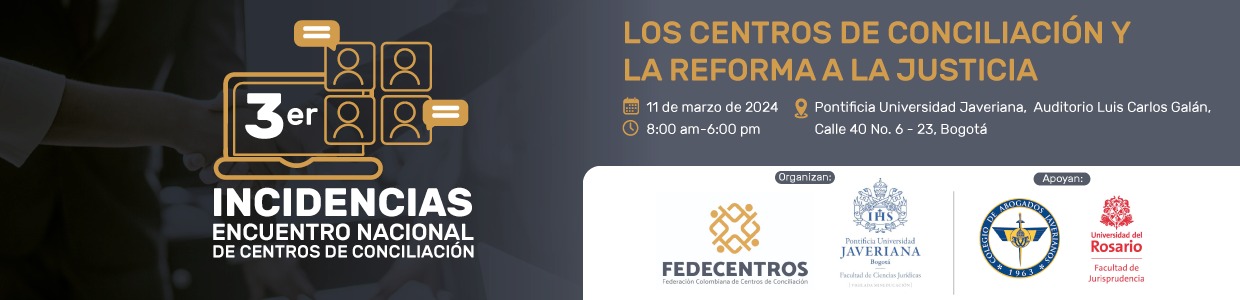 3er
INCIDENCIAS
ENCUENTRO NACIONAL
DE CENTROS DE CONCILIACIÓN
LOS CENTROS DE CONCILIACIÓN Y
LA REFORMA A LA JUSTICIA
11 de marzo de 2024
8:00 am-6:00 pm
Pontificia Universidad Javeriana, Auditorio Luis Carlos Galán,
Calle 40 No. 6 - 23, Bogotá
Organizan:
FEDECENTROS
Federación Colombiana de Centros de Conciliación
IHS
Pontificia Universidad
JAVERIANA
Bogotá
Facultad de Ciencias Jurídicas
Apoyan:
COLEGIO DE ABOGADOS JAVERIANOS
1963
Universidad del
Rosario
Facultad de
Jurisprudencia